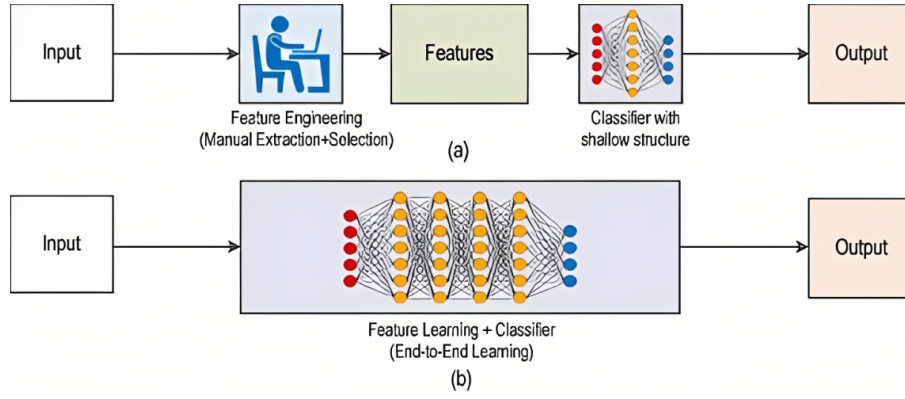 Input
Features
Output
Feature Engineering
(Manual Extraction+Selection)
Classifier with
shallow structure
(a)
Input
Output
Feature Learning + Classifier
(End-to-End Learning)
(b)